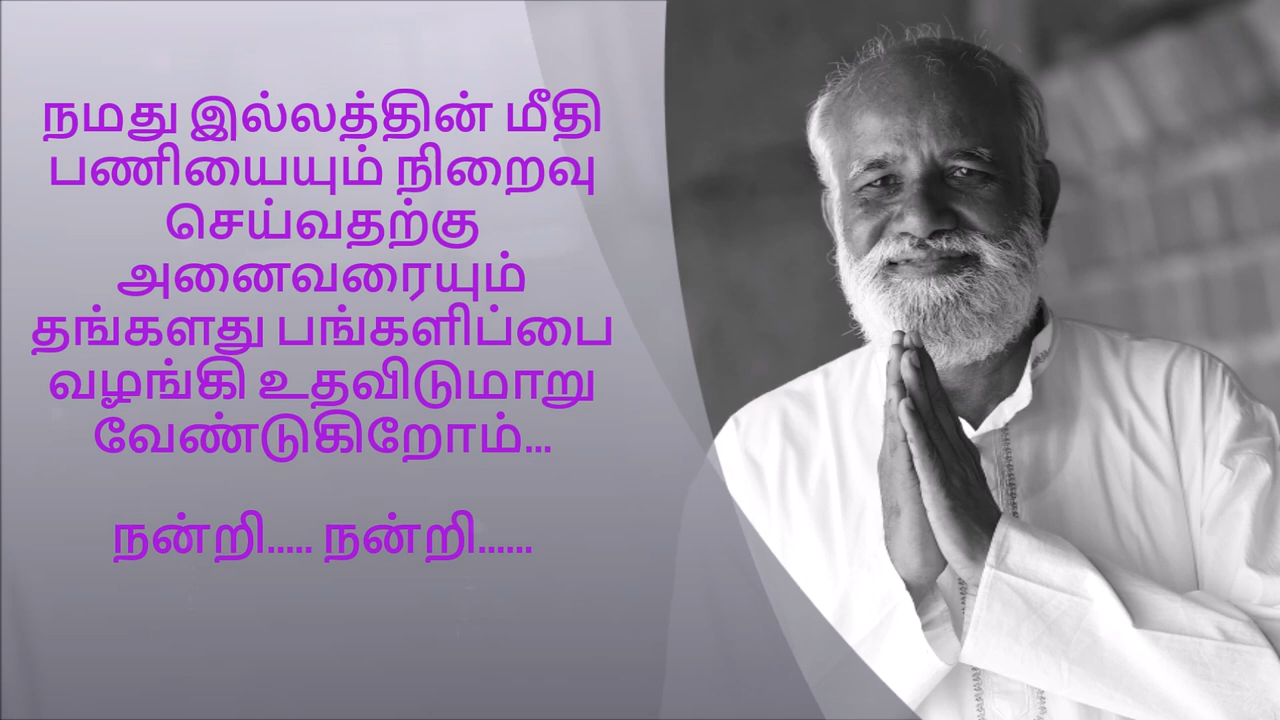 நமது இல்லத்தின் மீதி
பணியையும் நிறைவு
செய்வதற்கு
அனைவரையும்
தங்களது பங்களிப்பை
வழங்கி உதவிடுமாறு
வேண்டுகிறோம்...
நன்றி..... நன்றி......